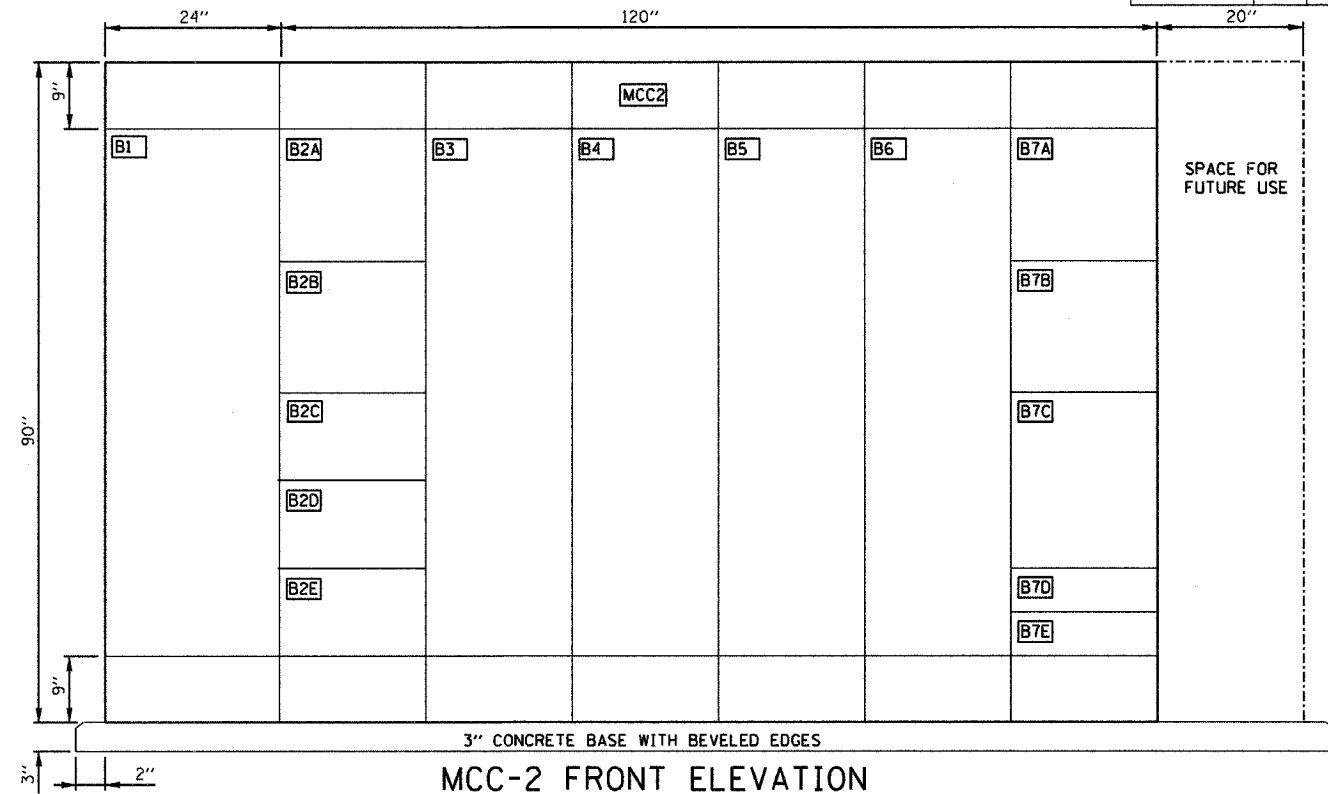 24"
120"
20"
9"
MCC2
B1
B2A
B3
B4
B5
B6
B7A
SPACE FOR
FUTURE USE
B2B
B7B
B2C
B7C
90"
B2D
B2E
B7D
B7E
9"
3" CONCRETE BASE WITH BEVELED EDGES
3"
2"
MCC-2 FRONT ELEVATION